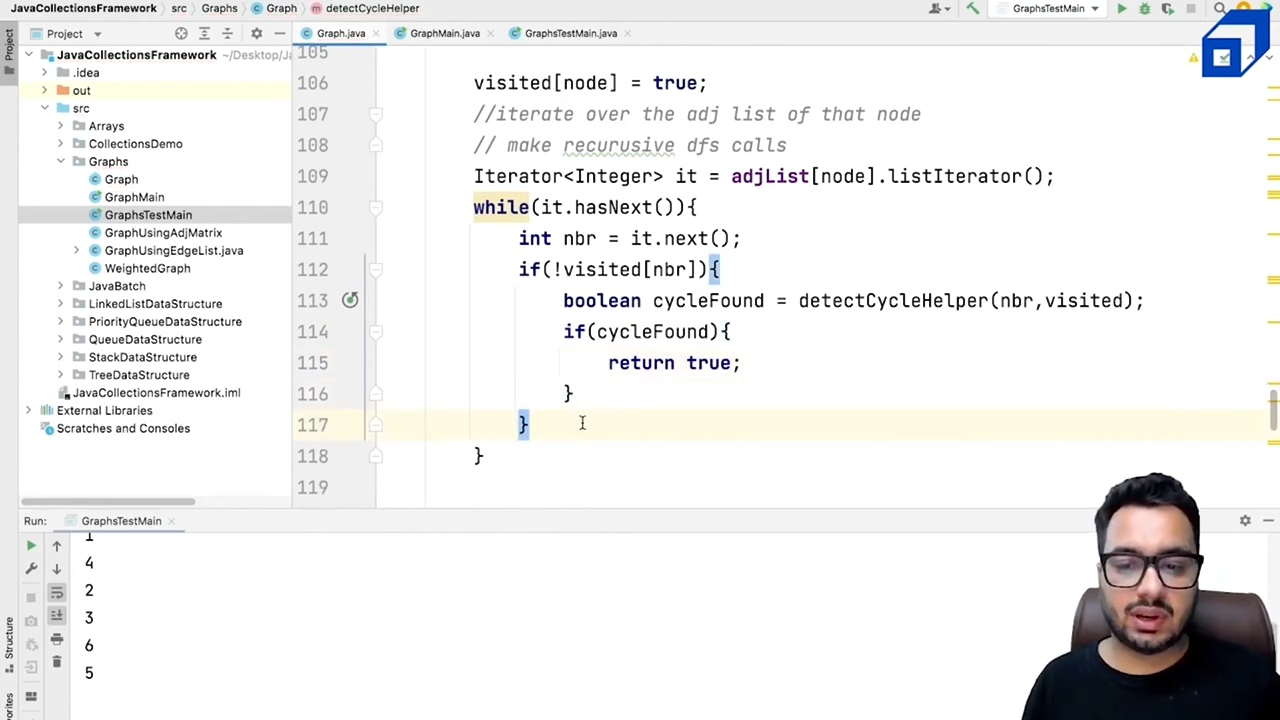 JavaCollectionsFramework > src > Graphs > Graph > detectCycleHelper
GraphsTestMain
Project
Graph.java
GraphMain.java
GraphsTestMain.java
Project
JavaCollectionsFramework ~/Desktop/Ja
.idea
out
src
Arrays
CollectionsDemo
Graphs
Graph
GraphMain
GraphsTestMain
GraphUsingAdjMatrix
GraphUsingEdgeList.java
WeightedGraph
JavaBatch
LinkedListDataStructure
PriorityQueueDataStructure
QueueDataStructure
StackDataStructure
TreeDataStructure
JavaCollectionsFramework.iml
External Libraries
Scratches and Consoles
105
106 visited[node] = true;
107 //iterate over the adj list of that node
108 // make recurusive dfs calls
109 Iterator<Integer> it = adjList[node].listIterator();
110 while(it.hasNext()){
111 int nbr = it.next();
112 if(!visited[nbr]){
113 boolean cycleFound = detectCycleHelper(nbr,visited);
114 if(cycleFound){
115 return true;
116 }
117 }
118 }
119
Run: GraphsTestMain
1
4
2
3
6
5
Structure